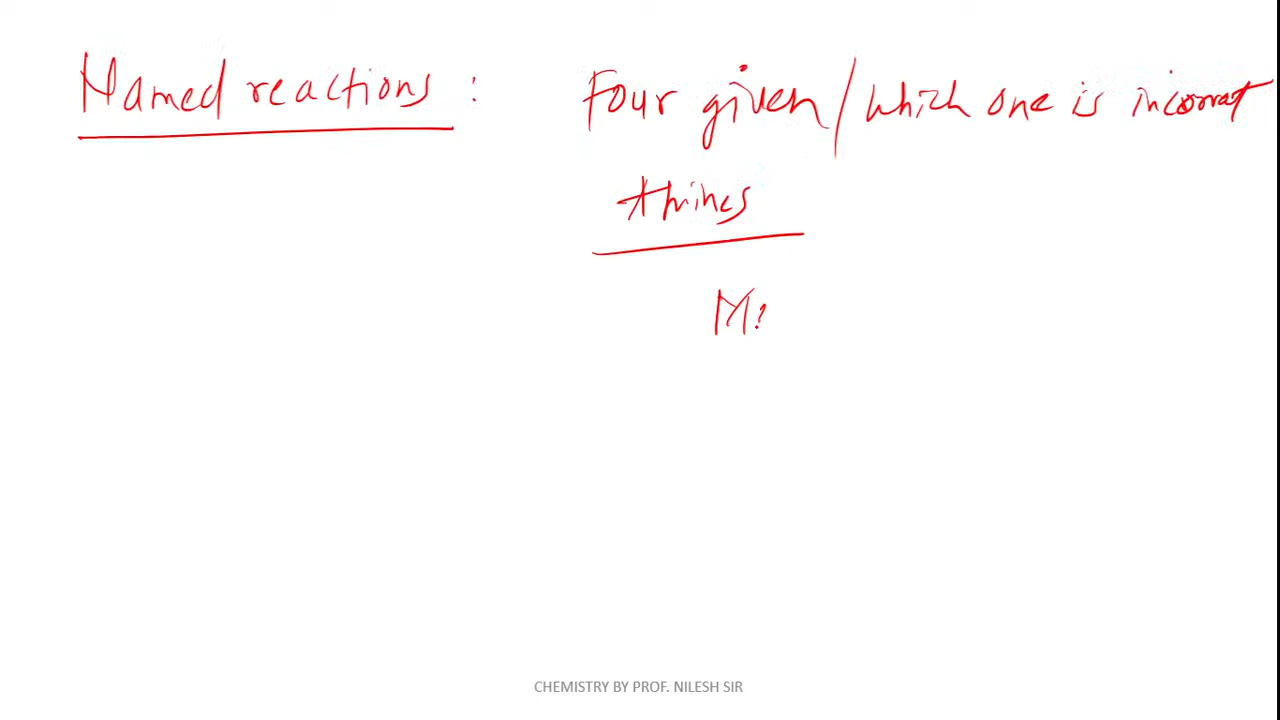 Named reactions : Four given / which one is incorrect
things
M
CHEMISTRY BY PROF. NILESH SIR